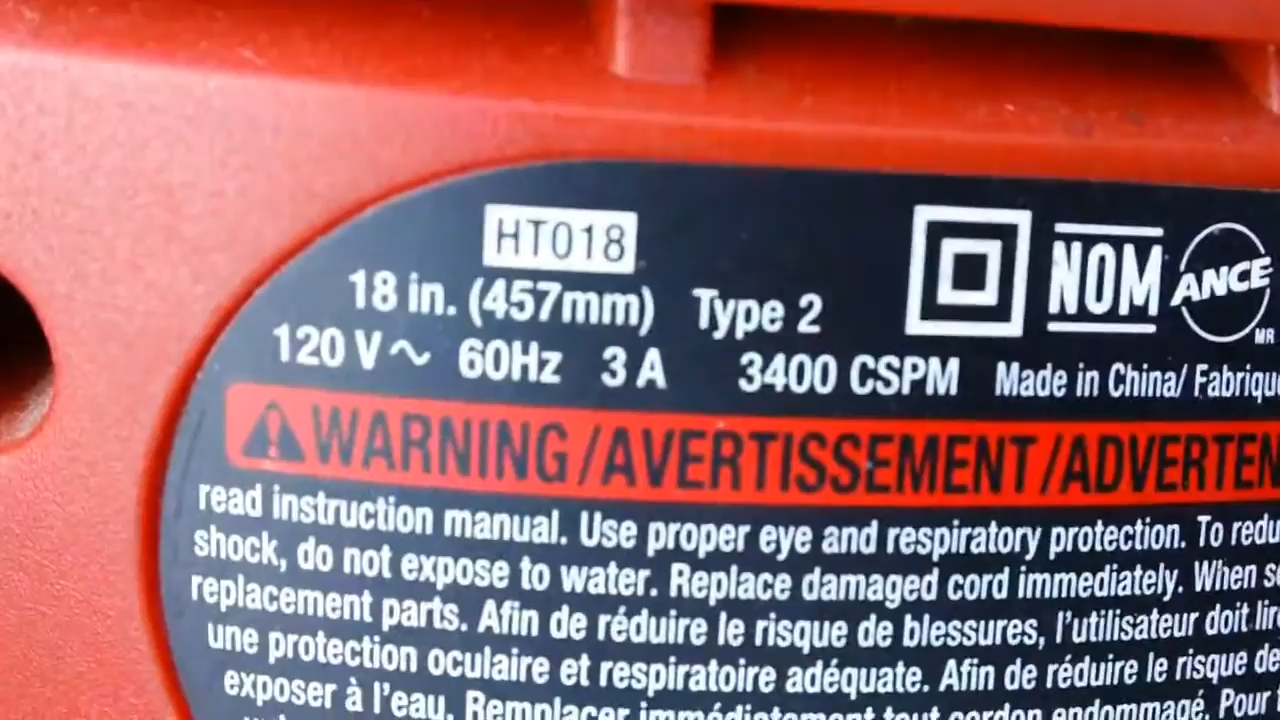 HT018
18 in. (457mm) Type 2
120 V~ 60Hz 3 A 3400 CSPM Made in China/ Fabriqu
NOM
ANCE
MR
WARNING/AVERTISSEMENT/ADVERTEN
read instruction manual. Use proper eye and respiratory protection. To redu
shock, do not expose to water. Replace damaged cord immediately. When se
replacement parts. Afin de réduire le risque de blessures, l'utilisateur doit lir
une protection oculaire et respiratoire adéquate. Afin de réduire le risque de
exposer à l'eau. Remplacer immédiatement tout cordon endommagé. Pour